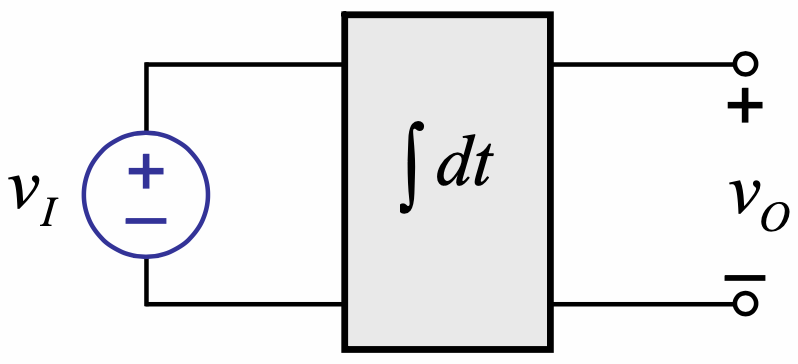 v_I
+
−
∫ dt
+
v_O
−